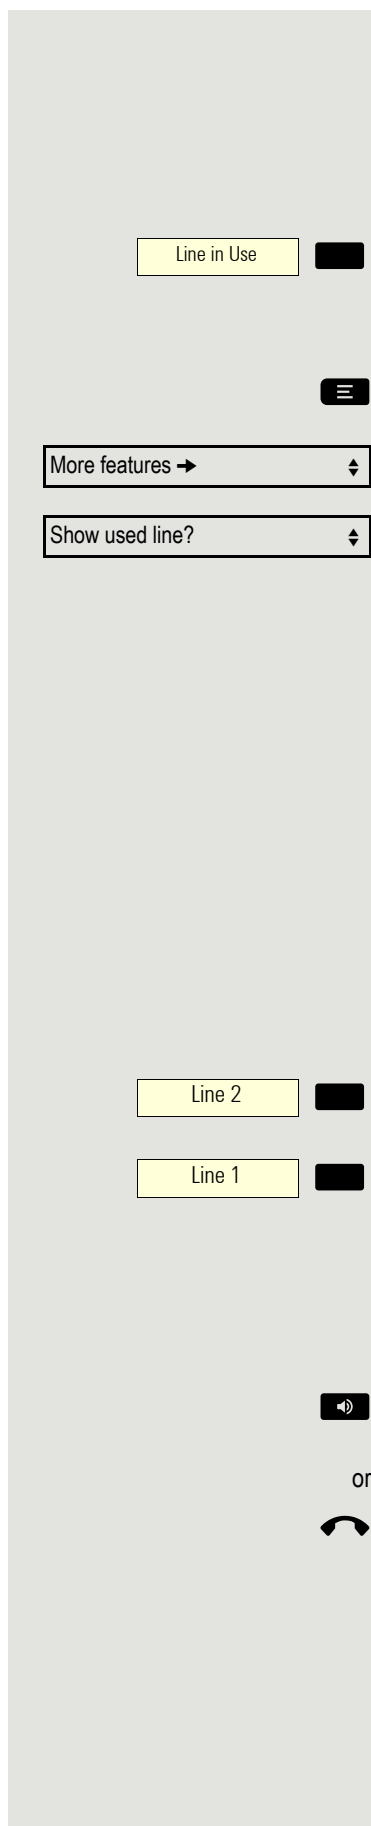 Line in Use
More features ➜
Show used line?
Line 2
Line 1
or